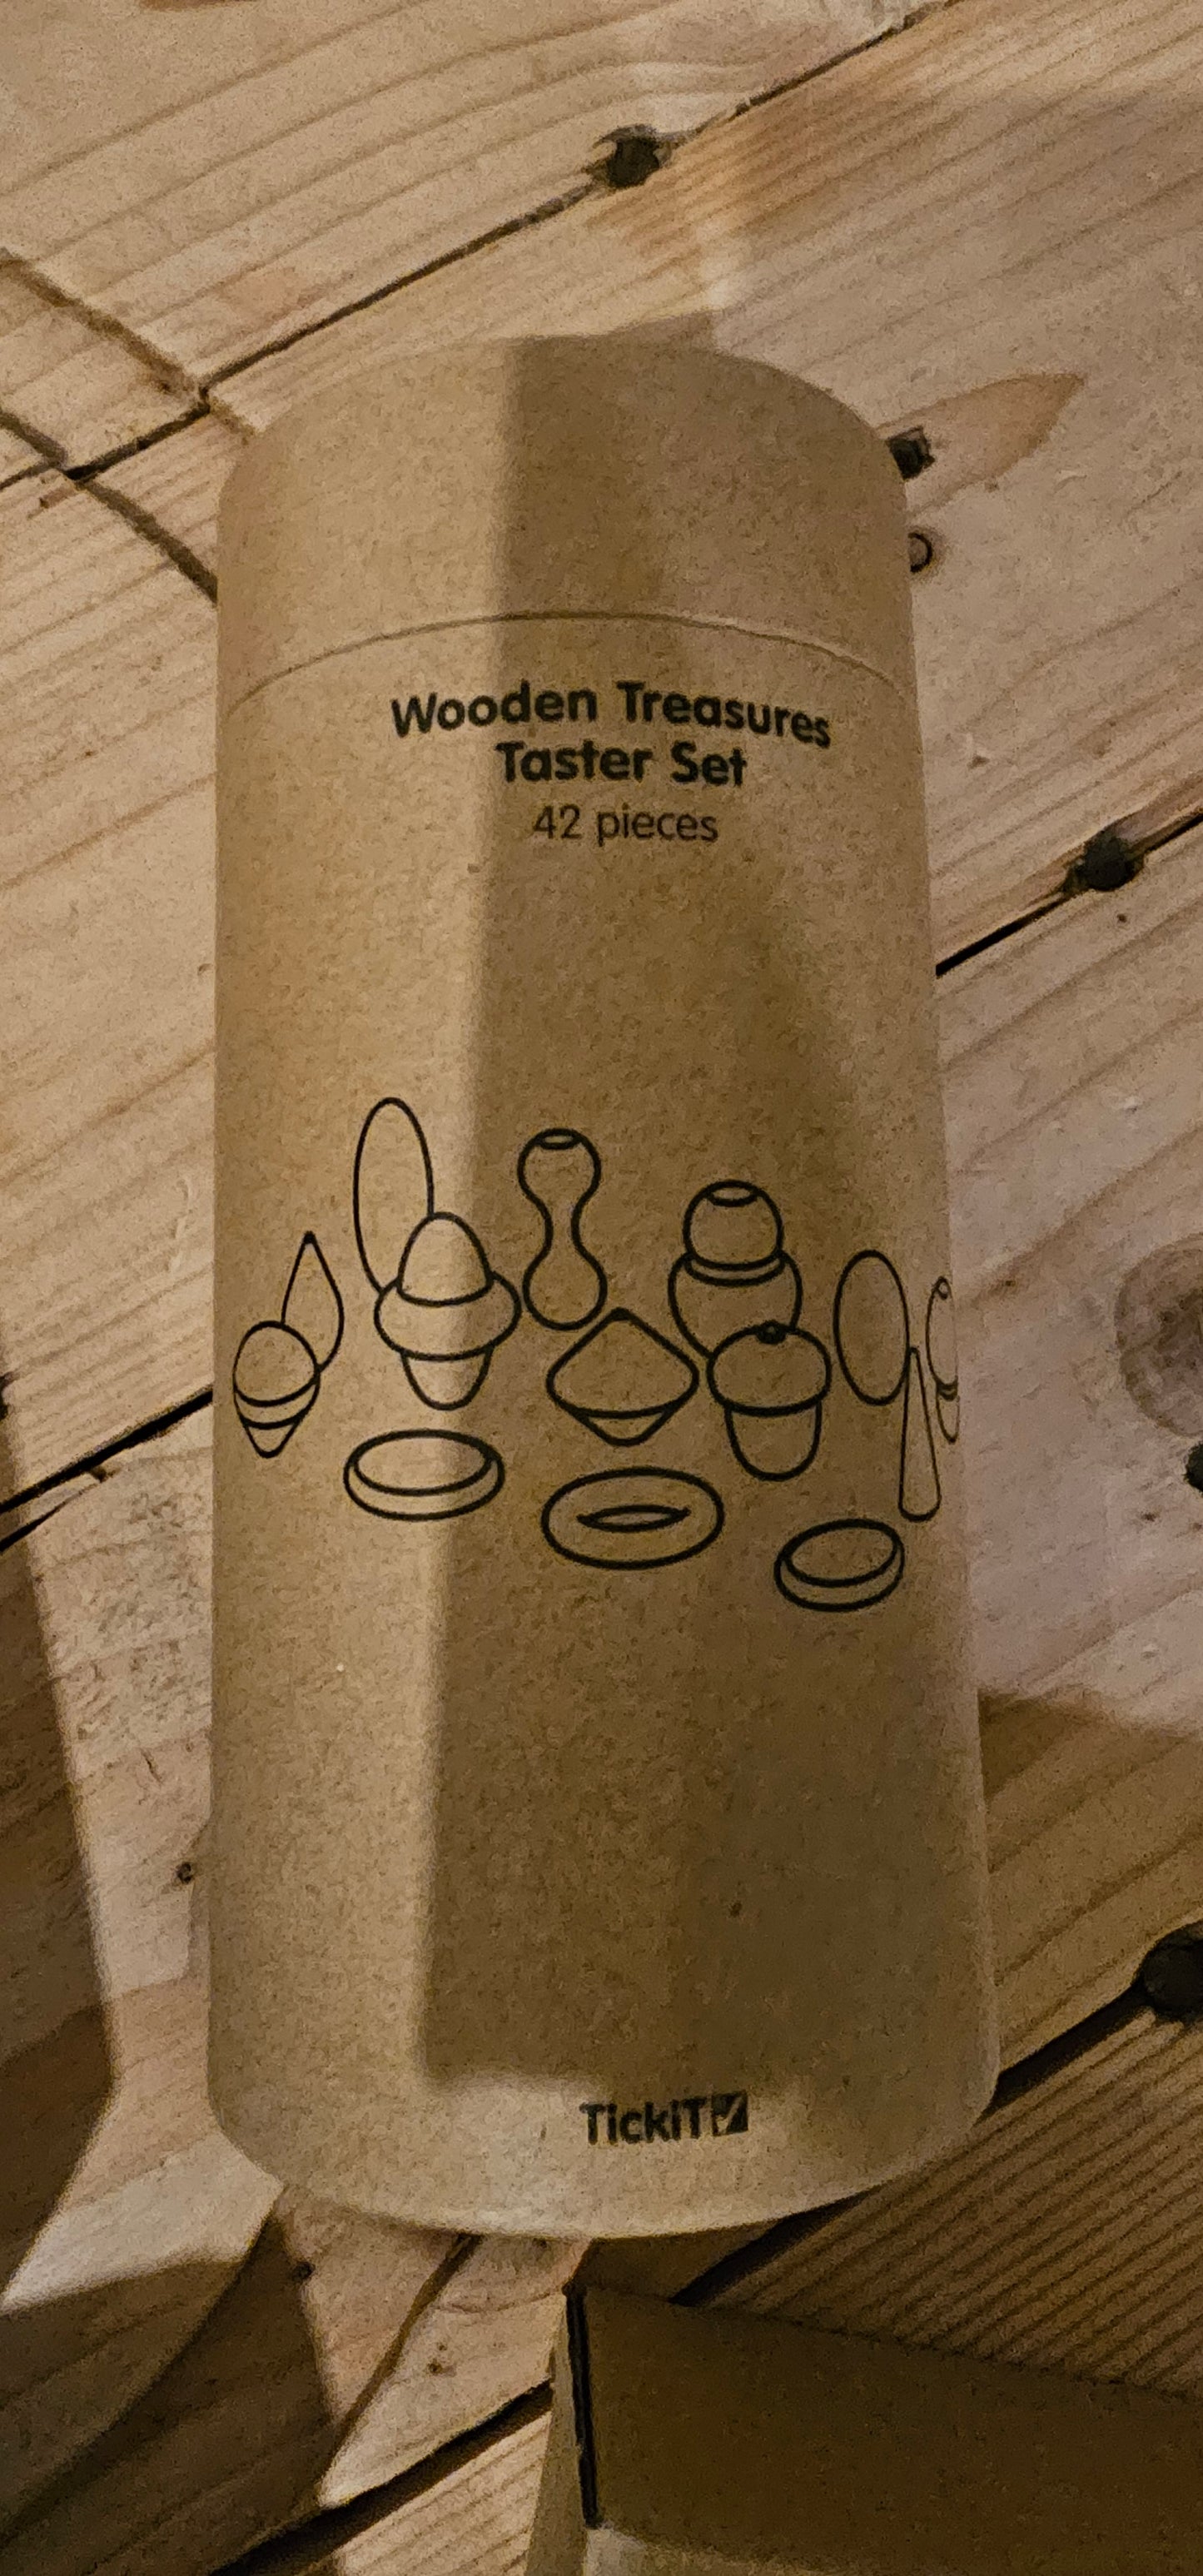 Wooden Treasures
Taster Set
42 pieces
TickiT